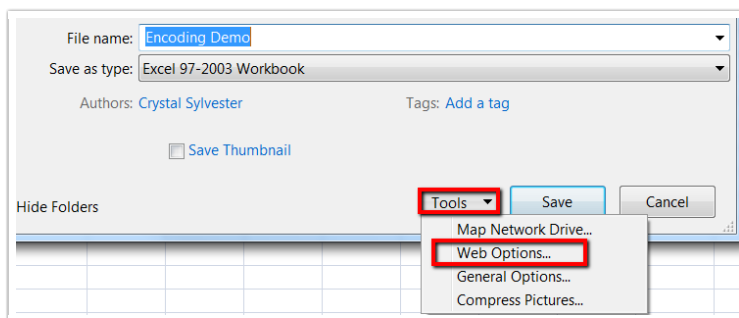 File name: Encoding Demo
Save as type: Excel 97-2003 Workbook
Authors: Crystal Sylvester Tags: Add a tag
Save Thumbnail
Hide Folders Tools Save Cancel
Map Network Drive...
Web Options...
General Options...
Compress Pictures...